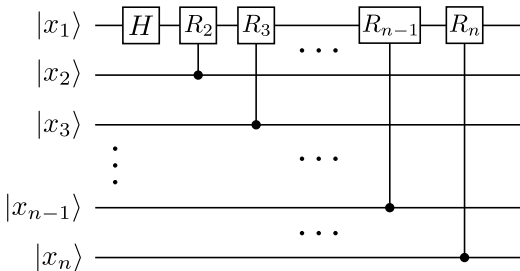 |x₁⟩ H R₂ R₃ ··· Rₙ₋₁ Rₙ
|x₂⟩
|x₃⟩
⋮ ···
|xₙ₋₁⟩
···
|xₙ⟩